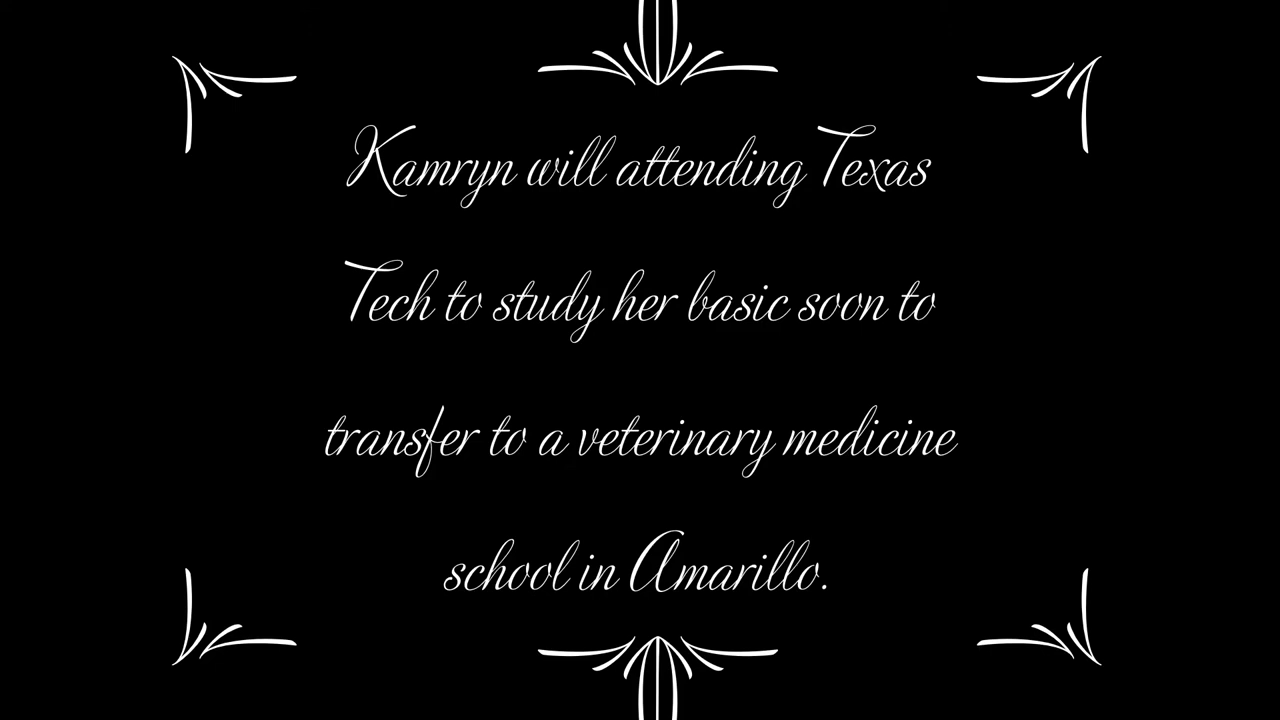 Kamryn will attending Texas
Tech to study her basic soon to
transfer to a veterinary medicine
school in Amarillo.